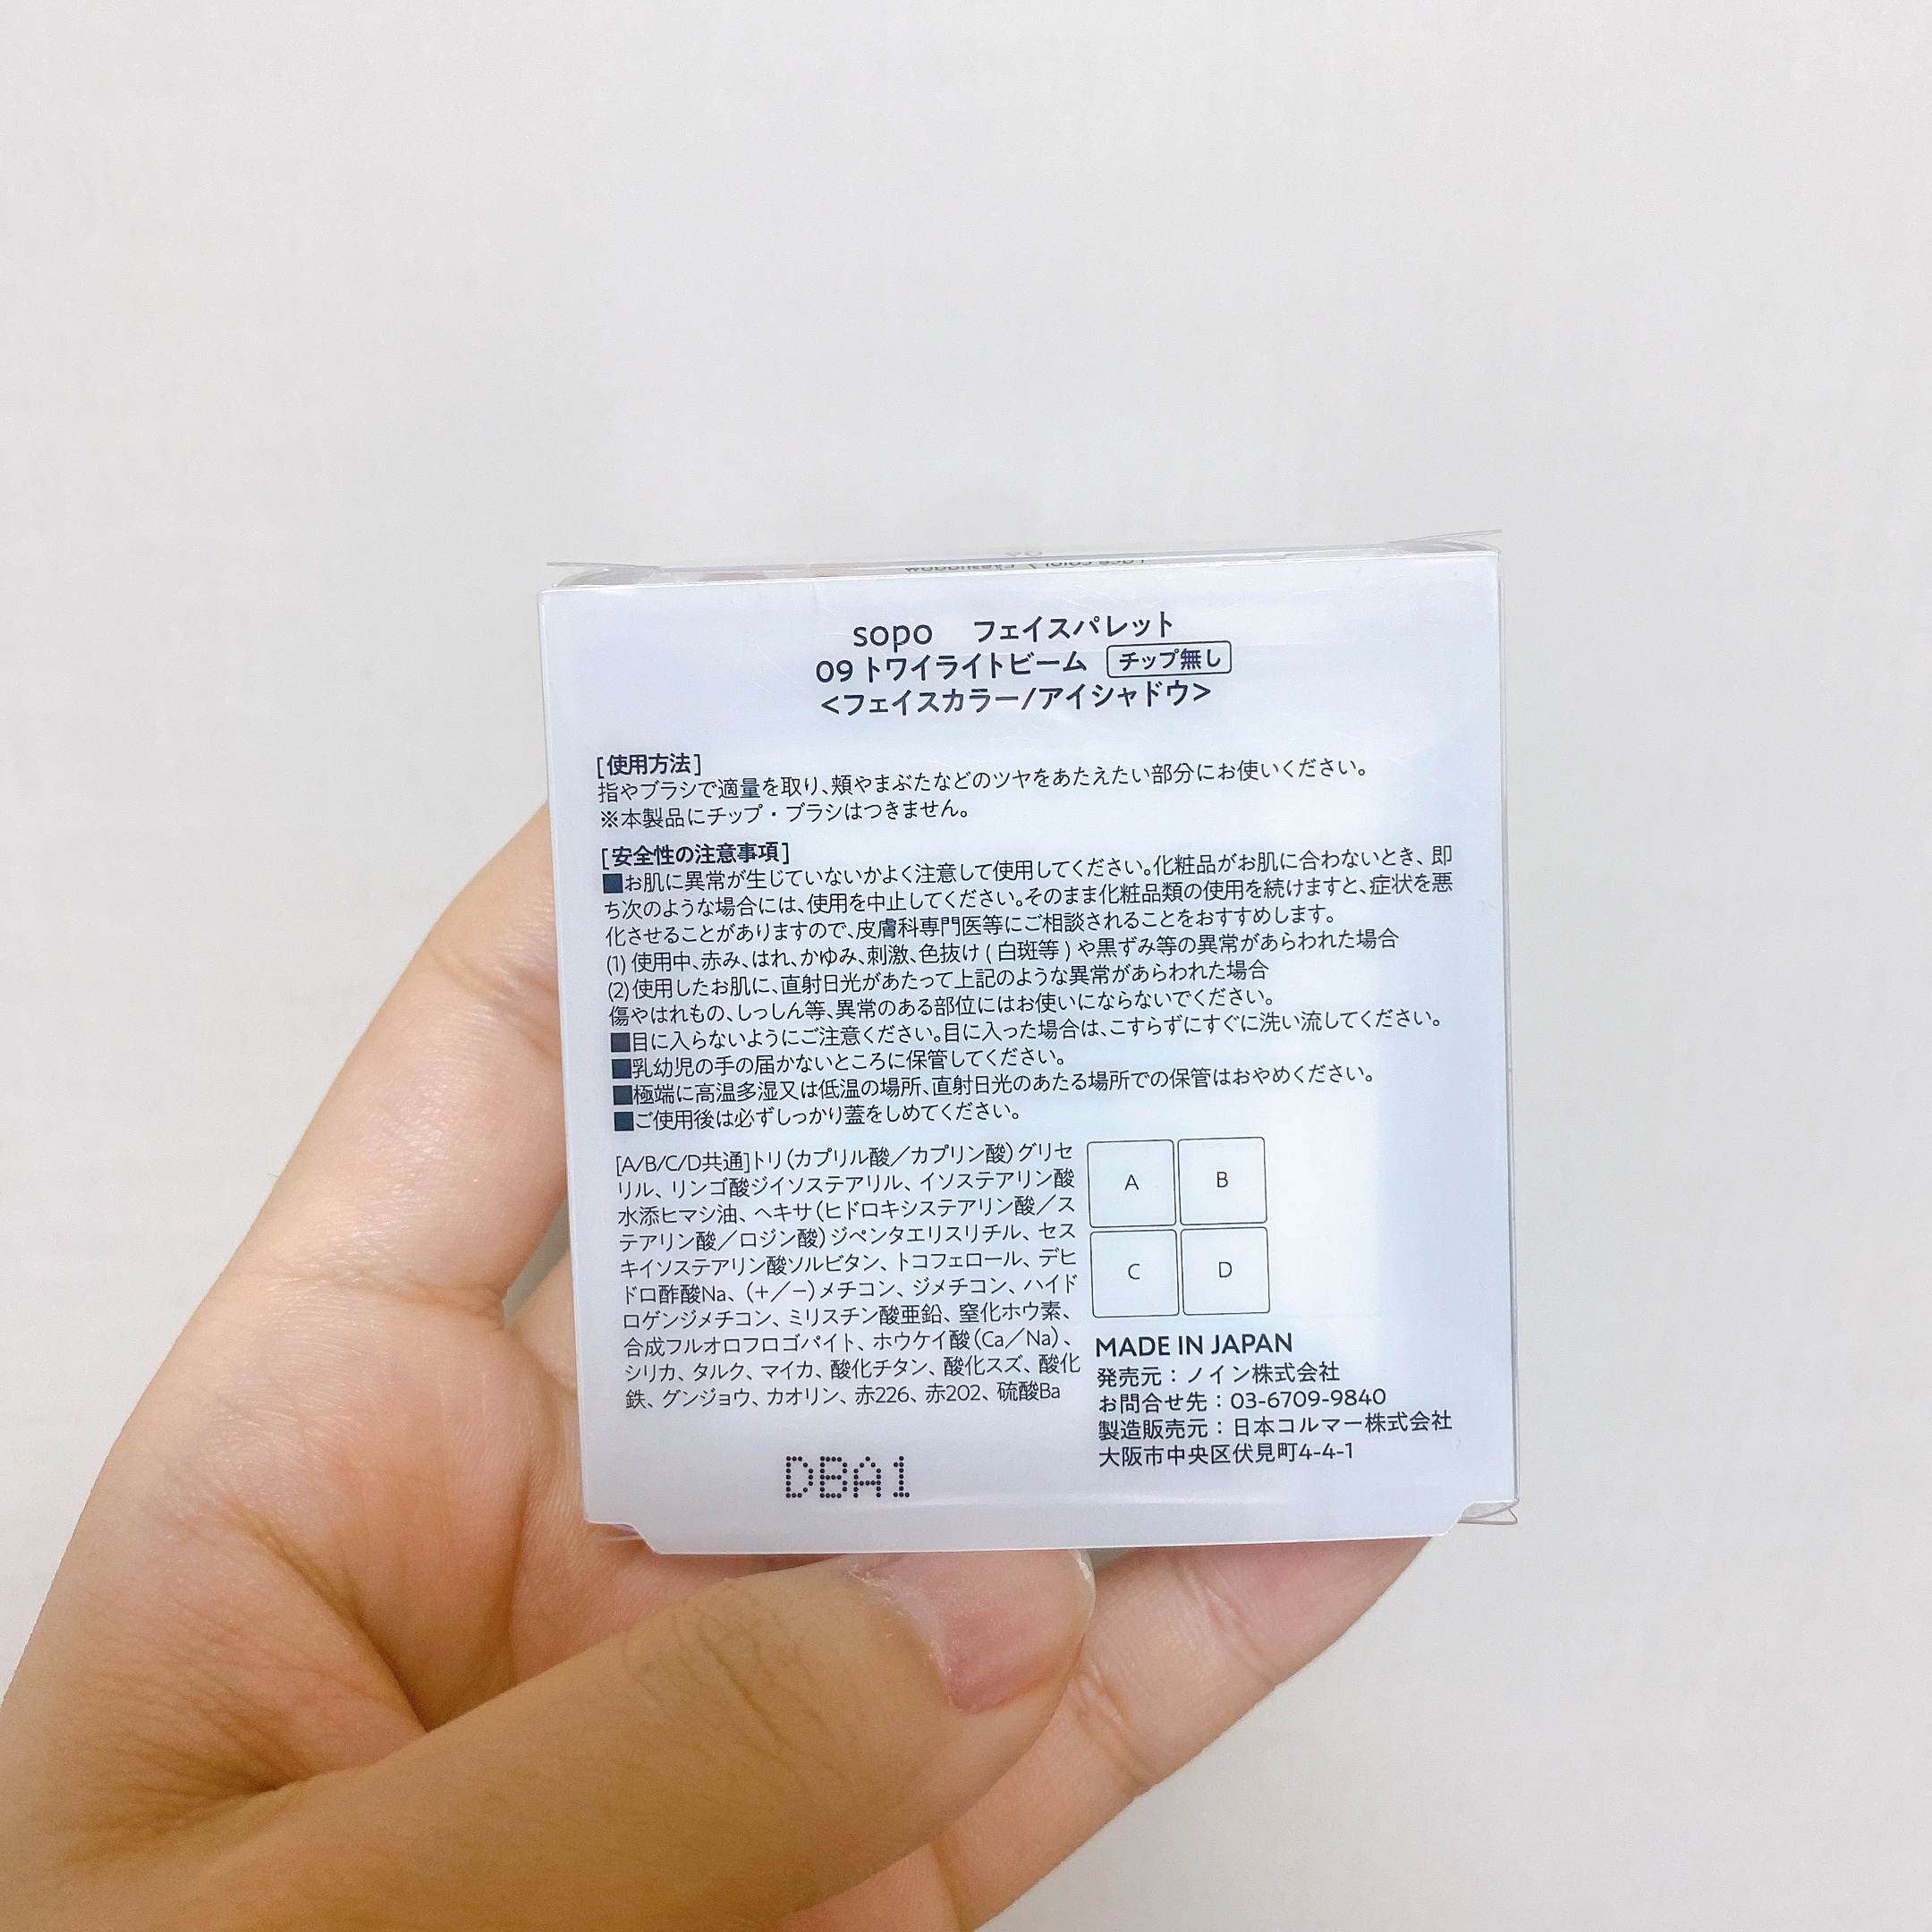 sopo フェイスパレット
09 トワイライトビーム チップ無し
<フェイスカラー/アイシャドウ>
[使用方法]
指やブラシで適量を取り、頬やまぶたなどのツヤをあたえたい部分にお使いください。
※本製品にチップ・ブラシはつきません。
[安全性の注意事項]
■お肌に異常が生じていないかよく注意して使用してください。化粧品がお肌に合わないとき、即
ち次のような場合には、使用を中止してください。そのまま化粧品類の使用を続けますと、症状を悪
化させることがありますので、皮膚科専門医等にご相談されることをおすすめします。
(1) 使用中、赤み、はれ、かゆみ、刺激、色抜け ( 白斑等 ) や黒ずみ等の異常があらわれた場合
(2) 使用したお肌に、直射日光があたって上記のような異常があらわれた場合
傷やはれもの、しっしん等、異常のある部位にはお使いにならないでください。
■目に入らないようにご注意ください。目に入った場合は、こすらずにすぐに洗い流してください。
■乳幼児の手の届かないところに保管してください。
■極端に高温多湿又は低温の場所、直射日光のあたる場所での保管はおやめください。
■ご使用後は必ずしっかり蓋をしめてください。
[A/B/C/D共通]トリ(カプリル酸／カプリン酸)グリセ
リル、リンゴ酸ジイソステアリル、イソステアリン酸
水添ヒマシ油、ヘキサ(ヒドロキシステアリン酸／ス
テアリン酸／ロジン酸)ジペンタエリスリチル、セス
キイソステアリン酸ソルビタン、トコフェロール、デヒ
ドロ酢酸Na、(＋／−)メチコン、ジメチコン、ハイド
ロゲンジメチコン、ミリスチン酸亜鉛、窒化ホウ素、
合成フルオロフロゴパイト、ホウケイ酸(Ca／Na)、
シリカ、タルク、マイカ、酸化チタン、酸化スズ、酸化
鉄、グンジョウ、カオリン、赤226、赤202、硫酸Ba
A B
C D
MADE IN JAPAN
発売元：ノイン株式会社
お問合せ先：03-6709-9840
製造販売元：日本コルマー株式会社
大阪市中央区伏見町4-4-1
DBA1